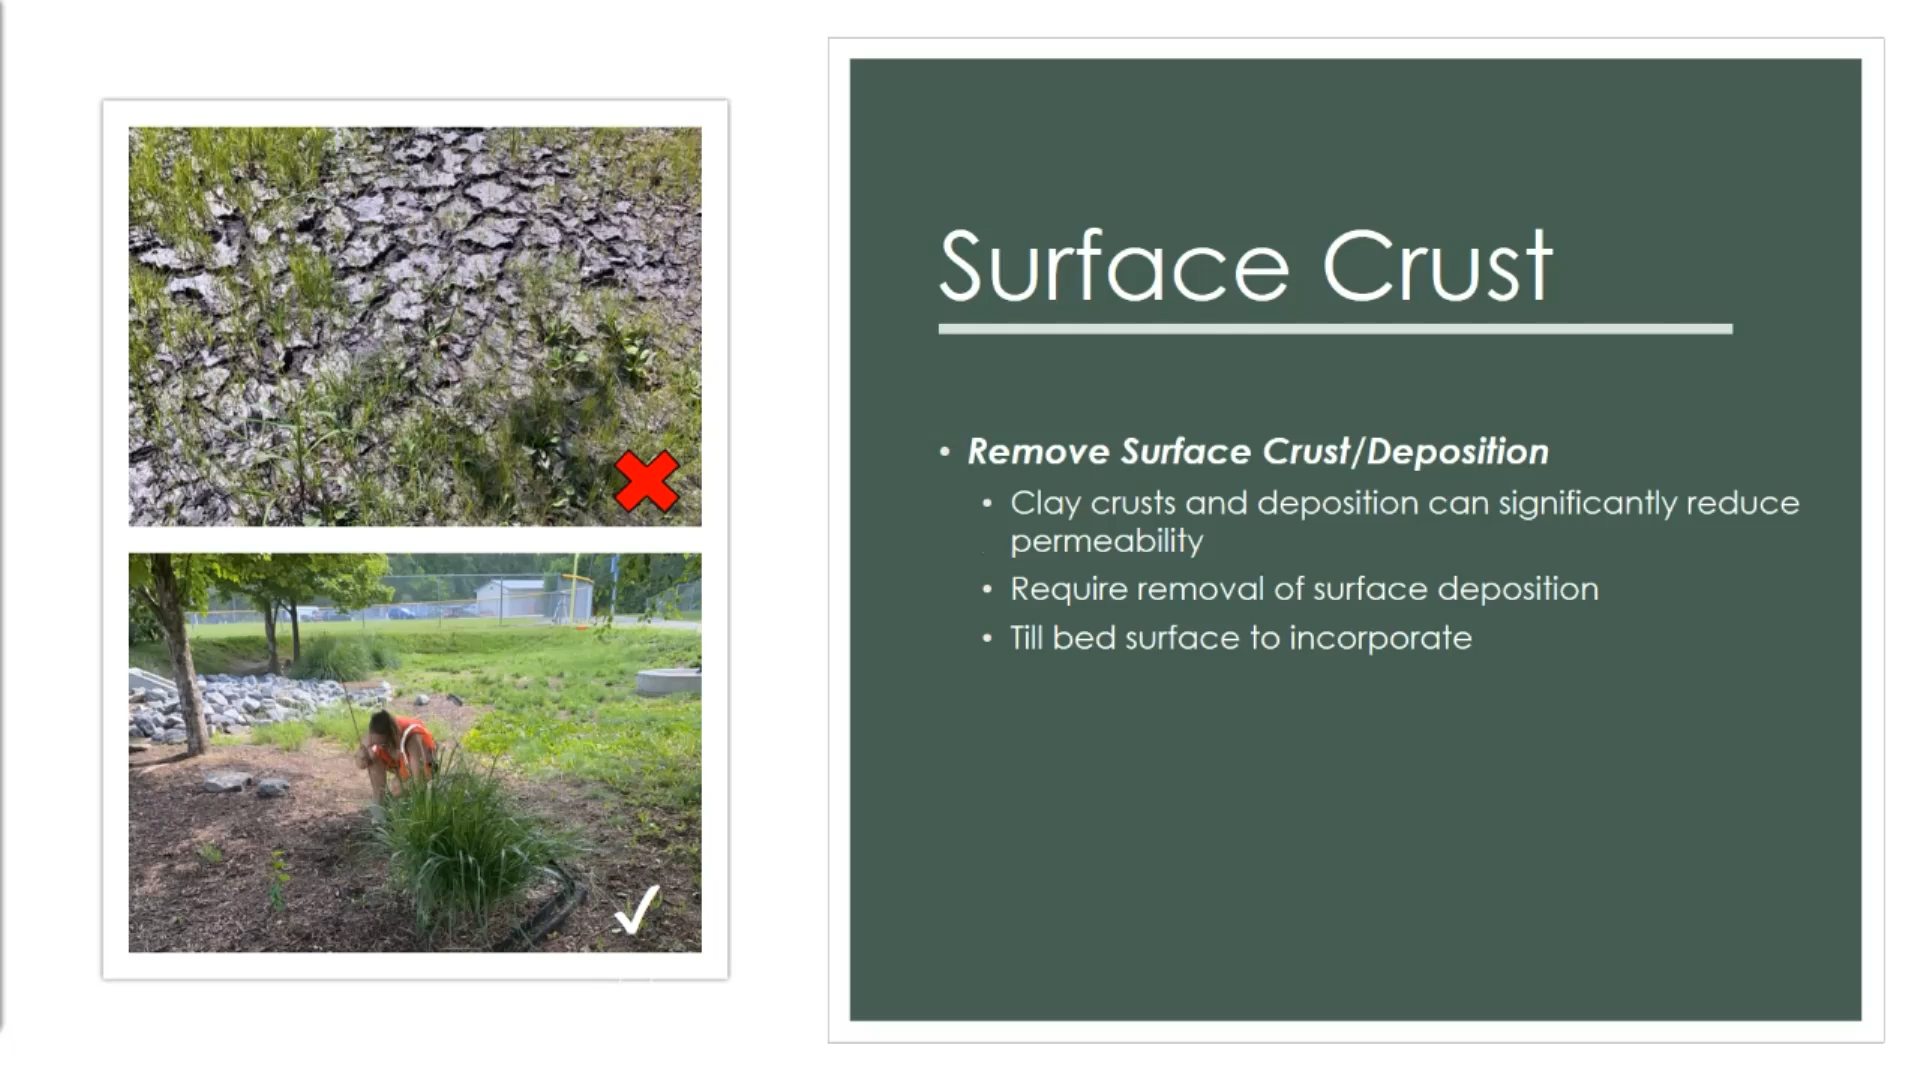 Surface Crust
• Remove Surface Crust/Deposition
• Clay crusts and deposition can significantly reduce
permeability
• Require removal of surface deposition
• Till bed surface to incorporate